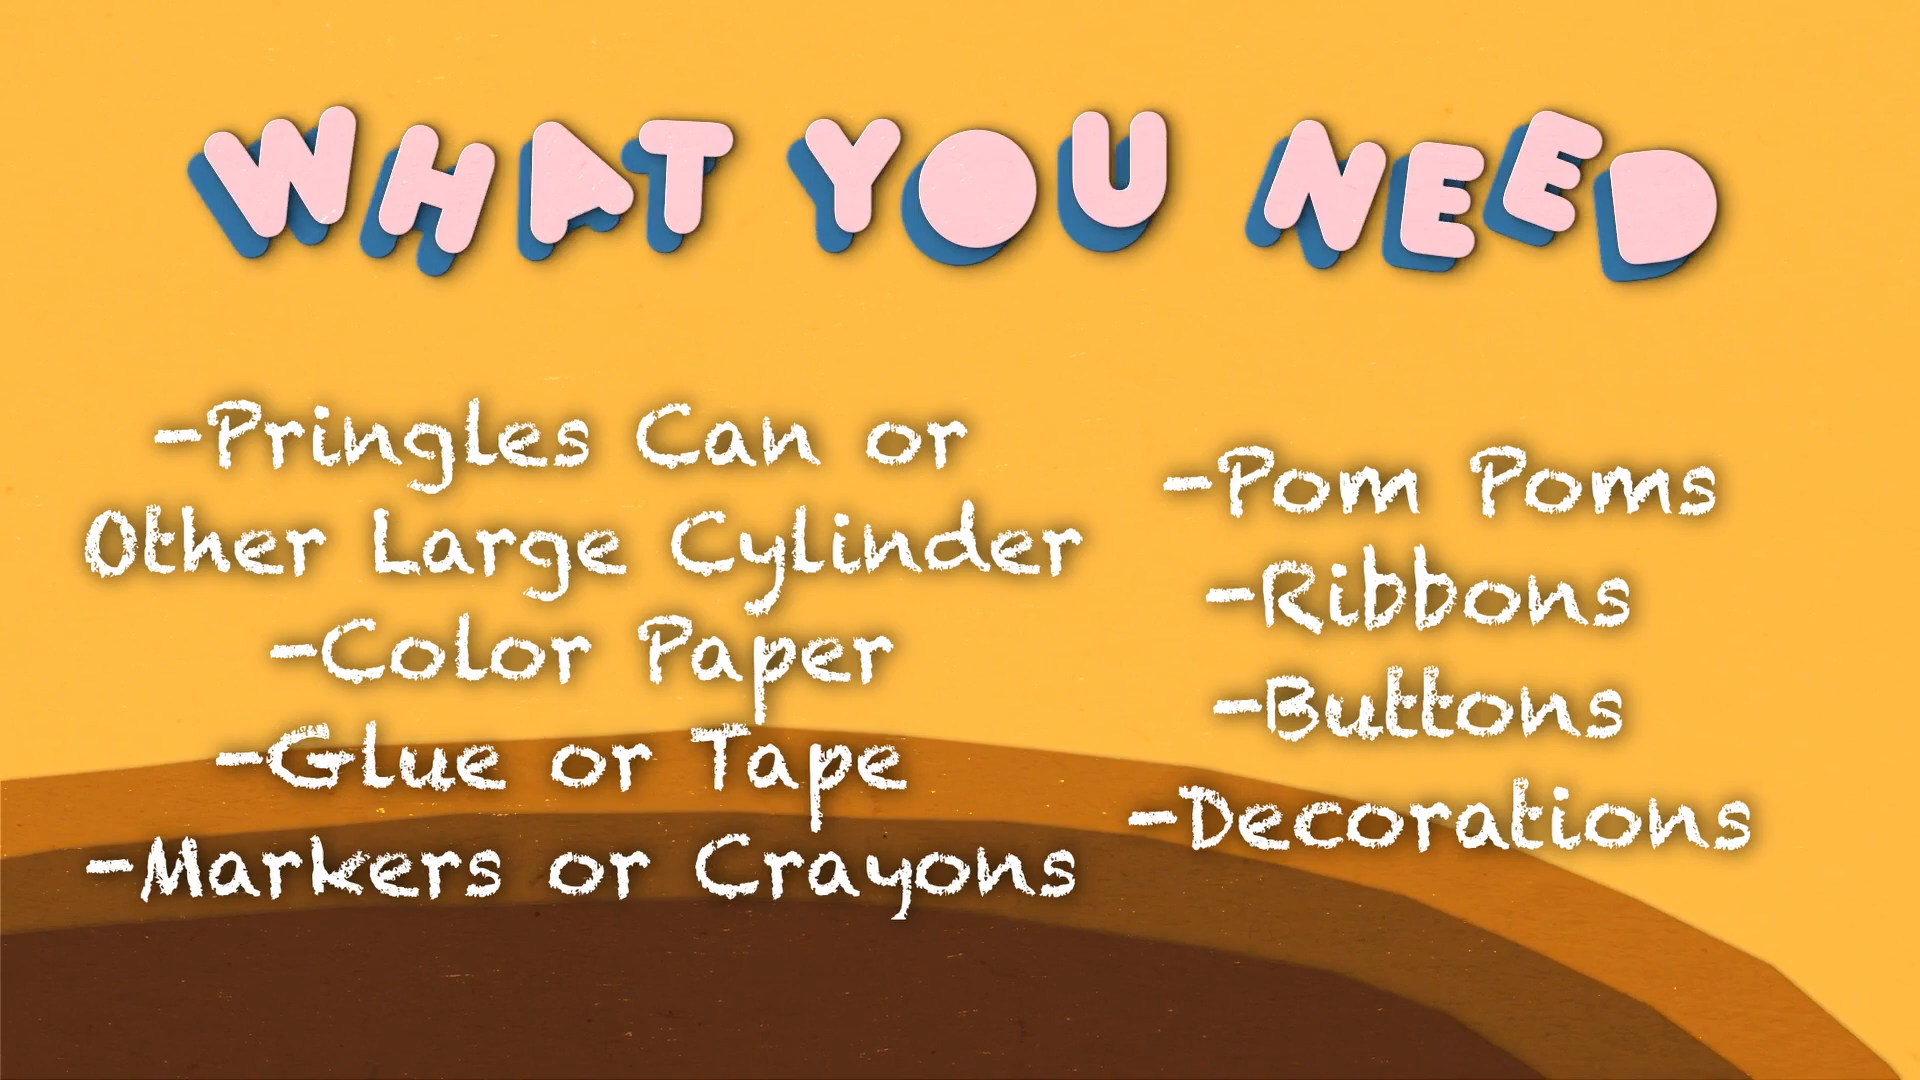 WHAT YOU NEED
-Pringles Can or
Other Large Cylinder
-Color Paper
-Glue or Tape
-Markers or Crayons
-Pom Poms
-Ribbons
-Buttons
-Decorations